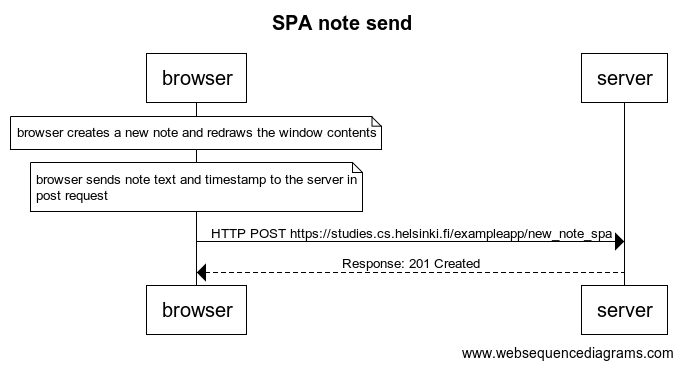 SPA note send
browser
server
browser creates a new note and redraws the window contents
browser sends note text and timestamp to the server in
post request
HTTP POST https://studies.cs.helsinki.fi/exampleapp/new_note_spa
Response: 201 Created
browser
server
www.websequencediagrams.com